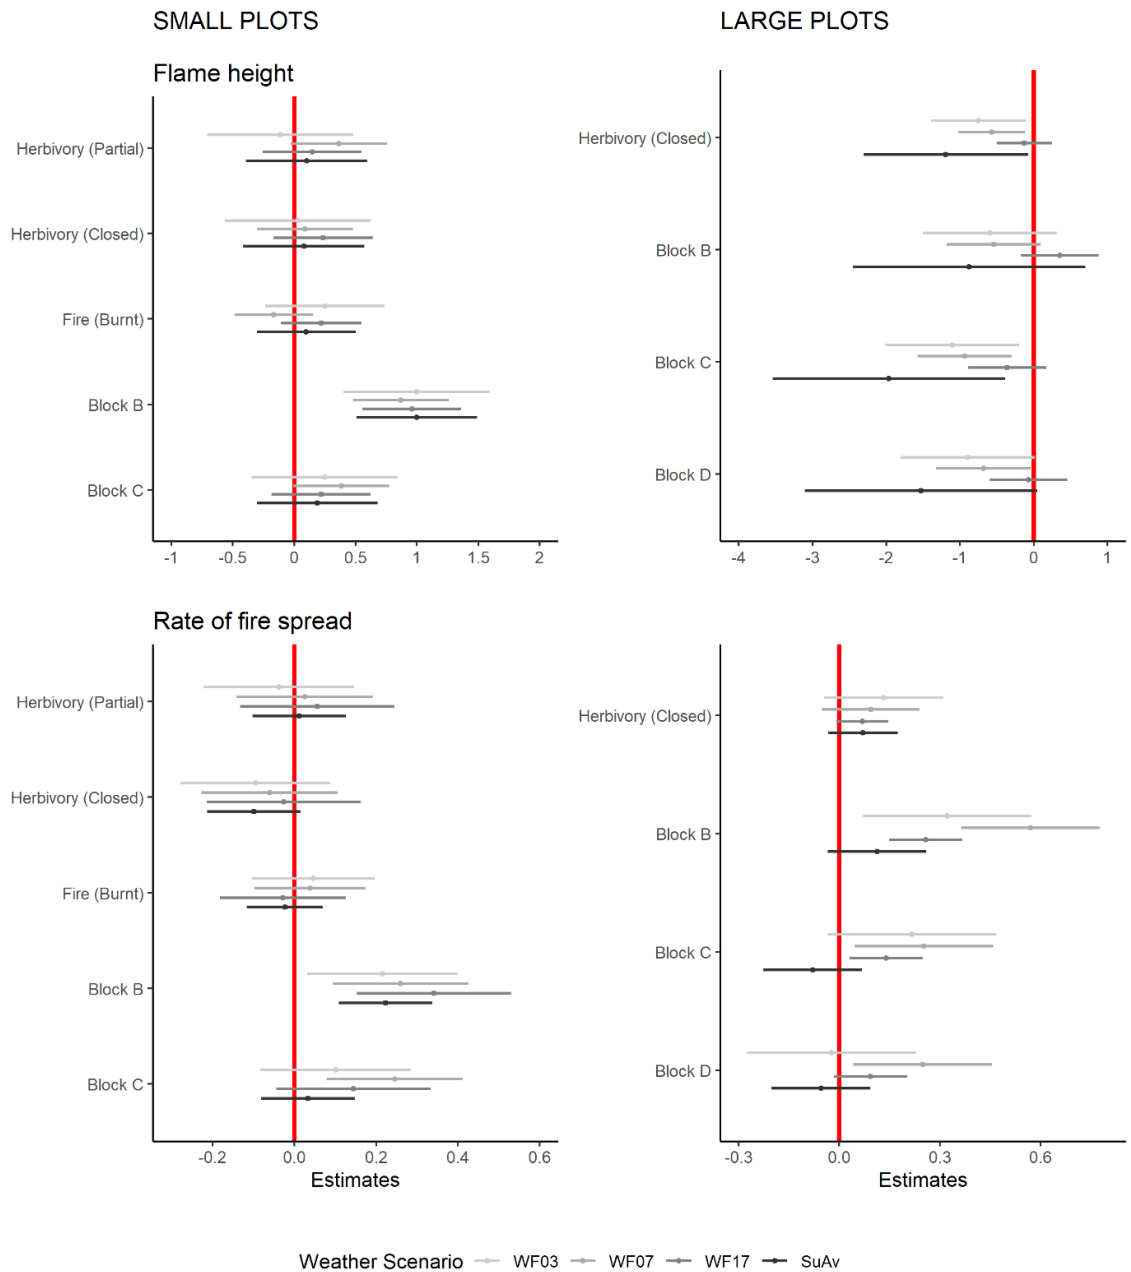 SMALL PLOTS
LARGE PLOTS
Flame height
Herbivory (Partial)
Herbivory (Closed)
Fire (Burnt)
Block B
Block C
-1 -0.5 0 0.5 1 1.5 2
Herbivory (Closed)
Block B
Block C
Block D
-4 -3 -2 -1 0 1
Rate of fire spread
Herbivory (Partial)
Herbivory (Closed)
Fire (Burnt)
Block B
Block C
-0.2 0.0 0.2 0.4 0.6
Estimates
Herbivory (Closed)
Block B
Block C
Block D
-0.3 0.0 0.3 0.6
Estimates
Weather Scenario WF03 WF07 WF17 SuAv